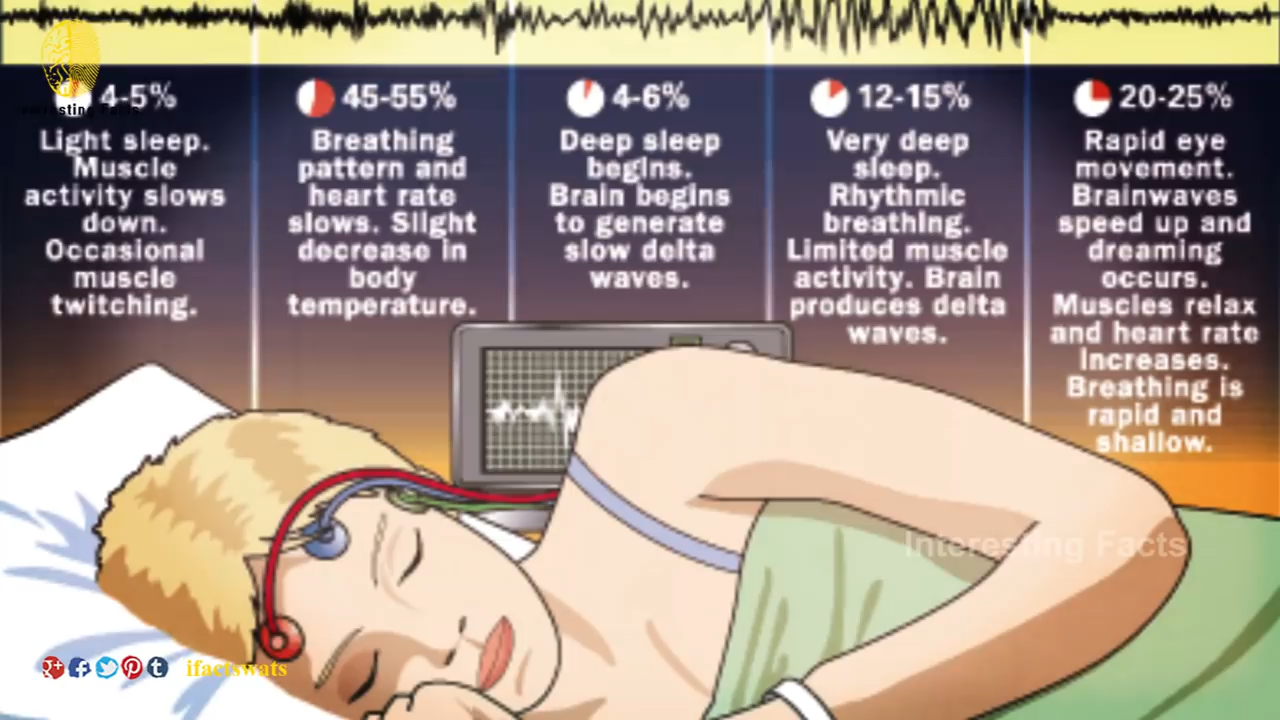 4-5%
Light sleep.
Muscle
activity slows
down.
Occasional
muscle
twitching.
45-55%
Breathing
pattern and
heart rate
slows. Slight
decrease in
body
temperature.
4-6%
Deep sleep
begins.
Brain begins
to generate
slow delta
waves.
12-15%
Very deep
sleep.
Rhythmic
breathing.
Limited muscle
activity. Brain
produces delta
waves.
20-25%
Rapid eye
movement.
Brainwaves
speed up and
dreaming
occurs.
Muscles relax
and heart rate
increases.
Breathing is
rapid and
shallow.
Interesting Facts
Interesting Facts
ifactswats